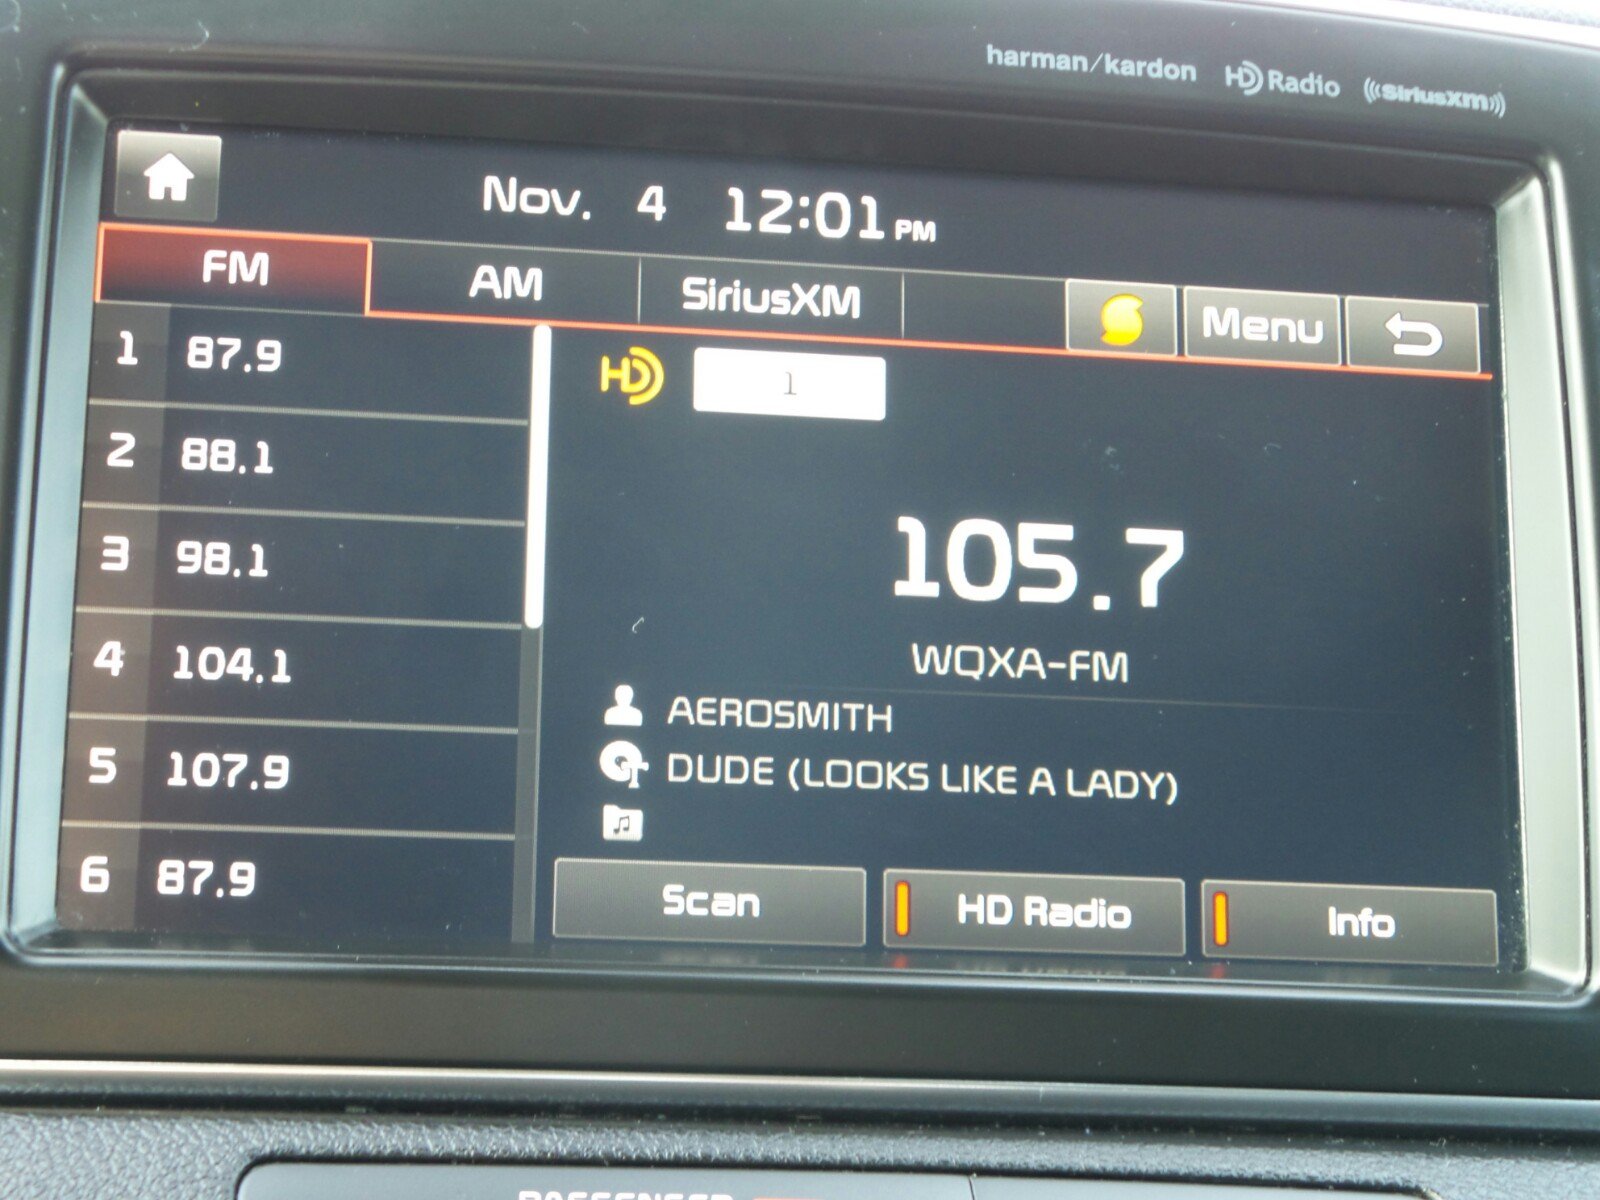 harman/kardon HD Radio ((SiriusXM))
Nov. 4 12:01 PM
FM AM SiriusXM Menu
1 87.9
2 88.1
3 98.1
4 104.1
5 107.9
6 87.9
HD 1
105.7
WQXA-FM
AEROSMITH
DUDE (LOOKS LIKE A LADY)
Scan HD Radio Info
PASSENGER